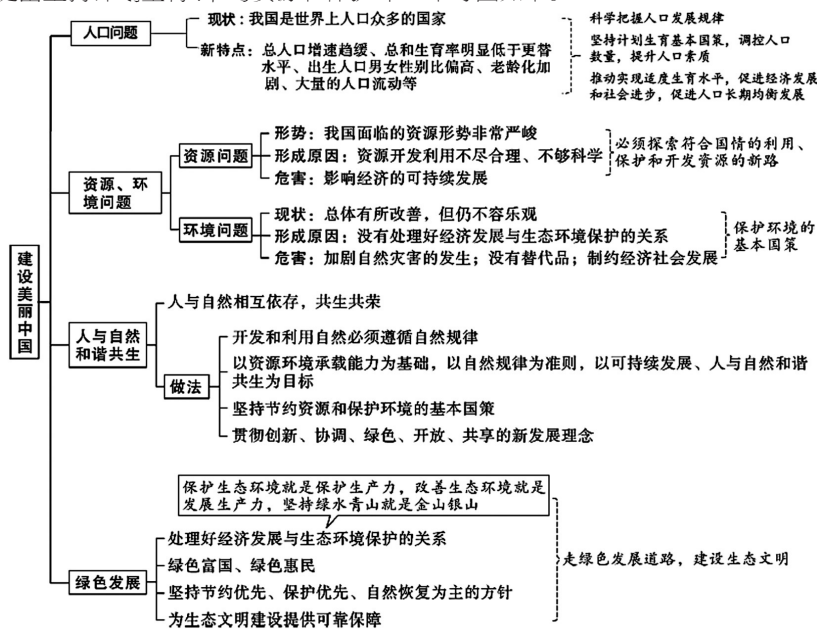 人口问题
现状：我国是世界上人口众多的国家
新特点：总人口增速趋缓、总和生育率明显低于更替
水平、出生人口男女性别比偏高、老龄化加
剧、大量的人口流动等
科学把握人口发展规律
坚持计划生育基本国策，调控人口
数量，提升人口素质
推动实现适度生育水平，促进经济发展
和社会进步，促进人口长期均衡发展
资源、环
境问题
资源问题
形势：我国面临的资源形势非常严峻
形成原因：资源开发利用不尽合理、不够科学
危害：影响经济的可持续发展
必须探索符合国情的利用、
保护和开发资源的新路
环境问题
现状：总体有所改善，但仍不容乐观
形成原因：没有处理好经济发展与生态环境保护的关系
危害：加剧自然灾害的发生；没有替代品；制约经济社会发展
保护环境的
基本国策
建设美丽中国
人与自然
和谐共生
人与自然相互依存，共生共荣
做法
开发和利用自然必须遵循自然规律
以资源环境承载能力为基础，以自然规律为准则，以可持续发展、人与自然和谐
共生为目标
坚持节约资源和保护环境的基本国策
贯彻创新、协调、绿色、开放、共享的新发展理念
保护生态环境就是保护生产力，改善生态环境就是
发展生产力，坚持绿水青山就是金山银山
绿色发展
处理好经济发展与生态环境保护的关系
绿色富国、绿色惠民
坚持节约优先、保护优先、自然恢复为主的方针
为生态文明建设提供可靠保障
走绿色发展道路，建设生态文明